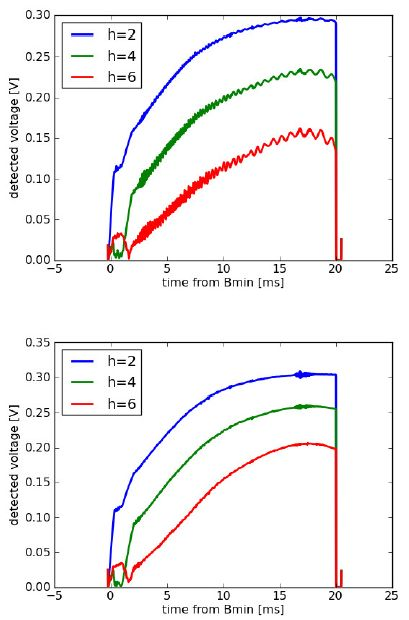 0.30
0.25
0.20
0.15
0.10
0.05
0.00
detected voltage [V]
h=2
h=4
h=6
−5 0 5 10 15 20 25
time from Bmin [ms]
0.35
0.30
0.25
0.20
0.15
0.10
0.05
0.00
detected voltage [V]
h=2
h=4
h=6
−5 0 5 10 15 20 25
time from Bmin [ms]